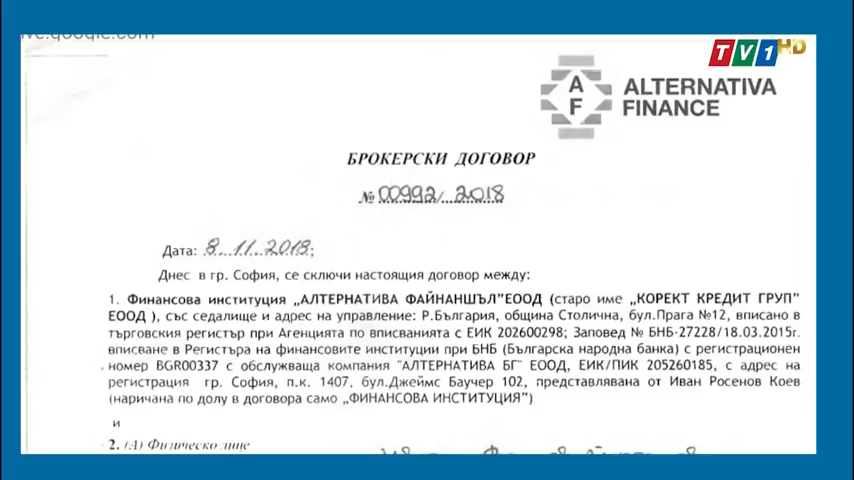 TV1 HD
AF
ALTERNATIVA
FINANCE
БРОКЕРСКИ ДОГОВОР
№ 00992/ 2018
Дата: 8.11.2018;
Днес в гр. София, се сключи настоящия договор между:
1. Финансова институция „АЛТЕРНАТИВА ФАЙНАНШЪЛ"ЕООД (старо име „КОРЕКТ КРЕДИТ ГРУП"
ЕООД ), със седалище и адрес на управление: Р.България, община Столична, бул.Прага №12, вписано в
търговския регистър при Агенцията по вписванията с ЕИК 202600298; Заповед № БНБ-27228/18.03.2015г.
вписване в Регистъра на финансовите институции при БНБ (Българска народна банка) с регистрационен
номер BGR00337 с обслужваща компания "АЛТЕРНАТИВА БГ" ЕООД, ЕИК/ПИК 205260185, с адрес на
регистрация гр. София, п.к. 1407, бул.Джеймс Баучер 102, представлявана от Иван Росенов Коев
(наричана по долу в договора само „ФИНАНСОВА ИНСТИТУЦИЯ")
и
2. (А) Физическо лице